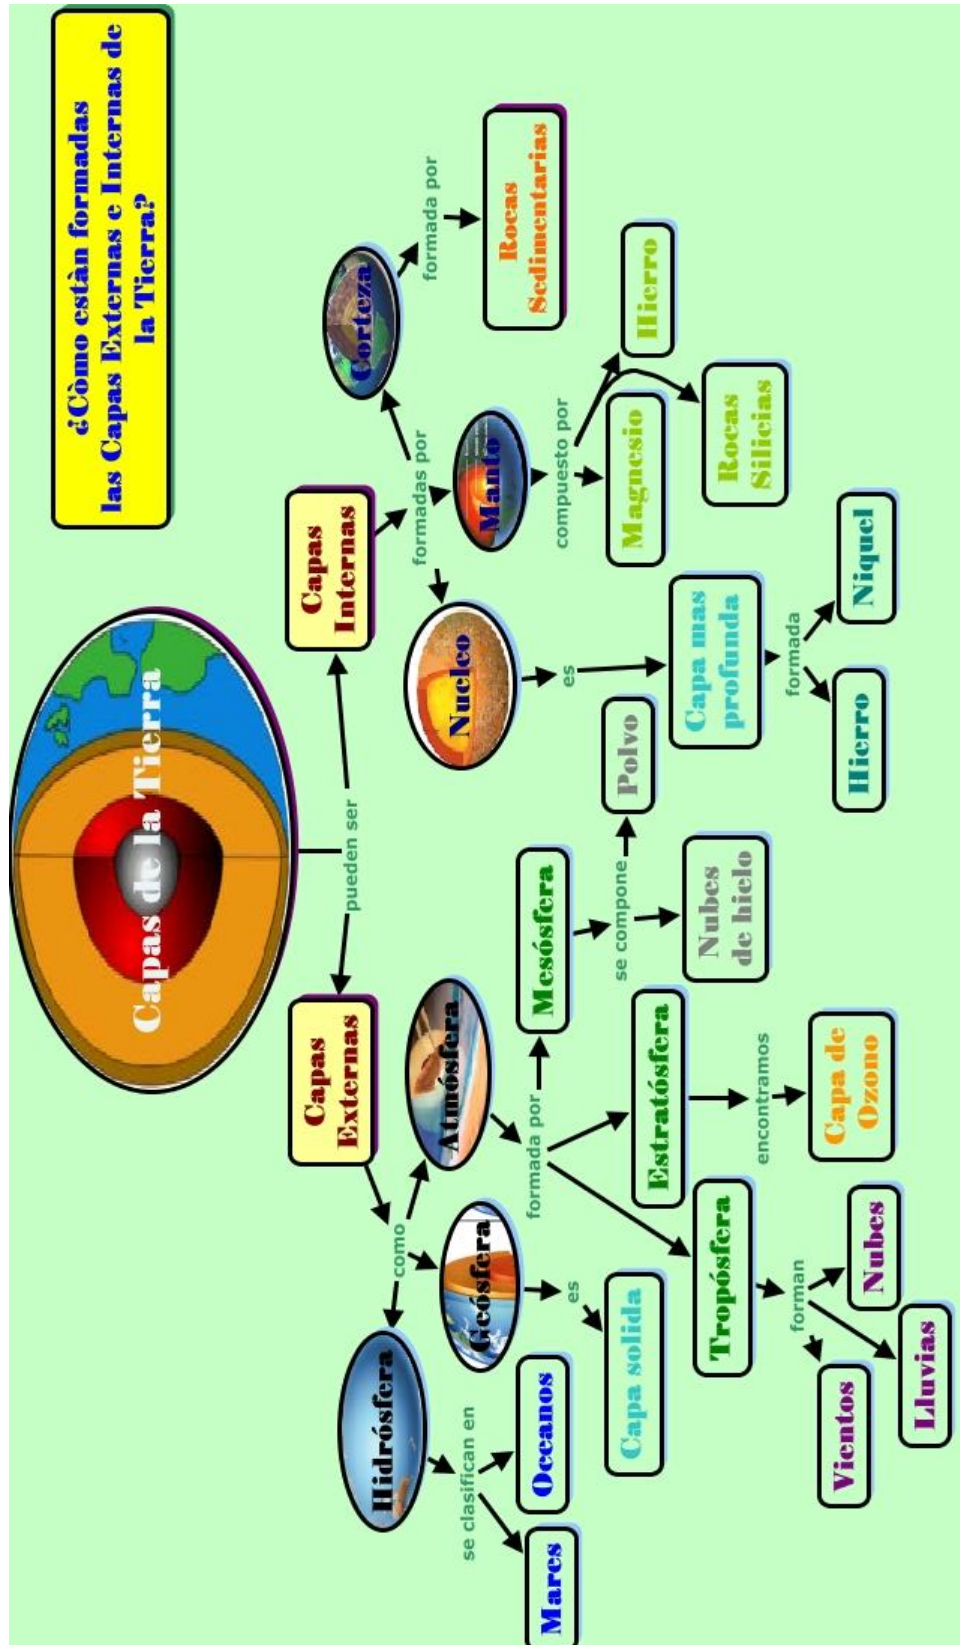 ¿Còmo estàn formadas
las Capas Externas e Internas de
la Tierra?
Capas de la Tierra
pueden ser
Capas
Externas
Capas
Internas
como
Hidrósfera
Geósfera
Atmósfera
se clasifican en
Mares
Oceanos
es
Capa solida
formada por
Tropósfera
Estratósfera
Mesósfera
forman
Vientos
Lluvias
Nubes
encontramos
Capa de
Ozono
se compone
Nubes
de hielo
Polvo
formadas por
Nucleo
Manto
Corteza
es
Capa mas
profunda
formada
Hierro
Niquel
compuesto por
Magnesio
Rocas
Silicias
Hierro
formada por
Rocas
Sedimentarias